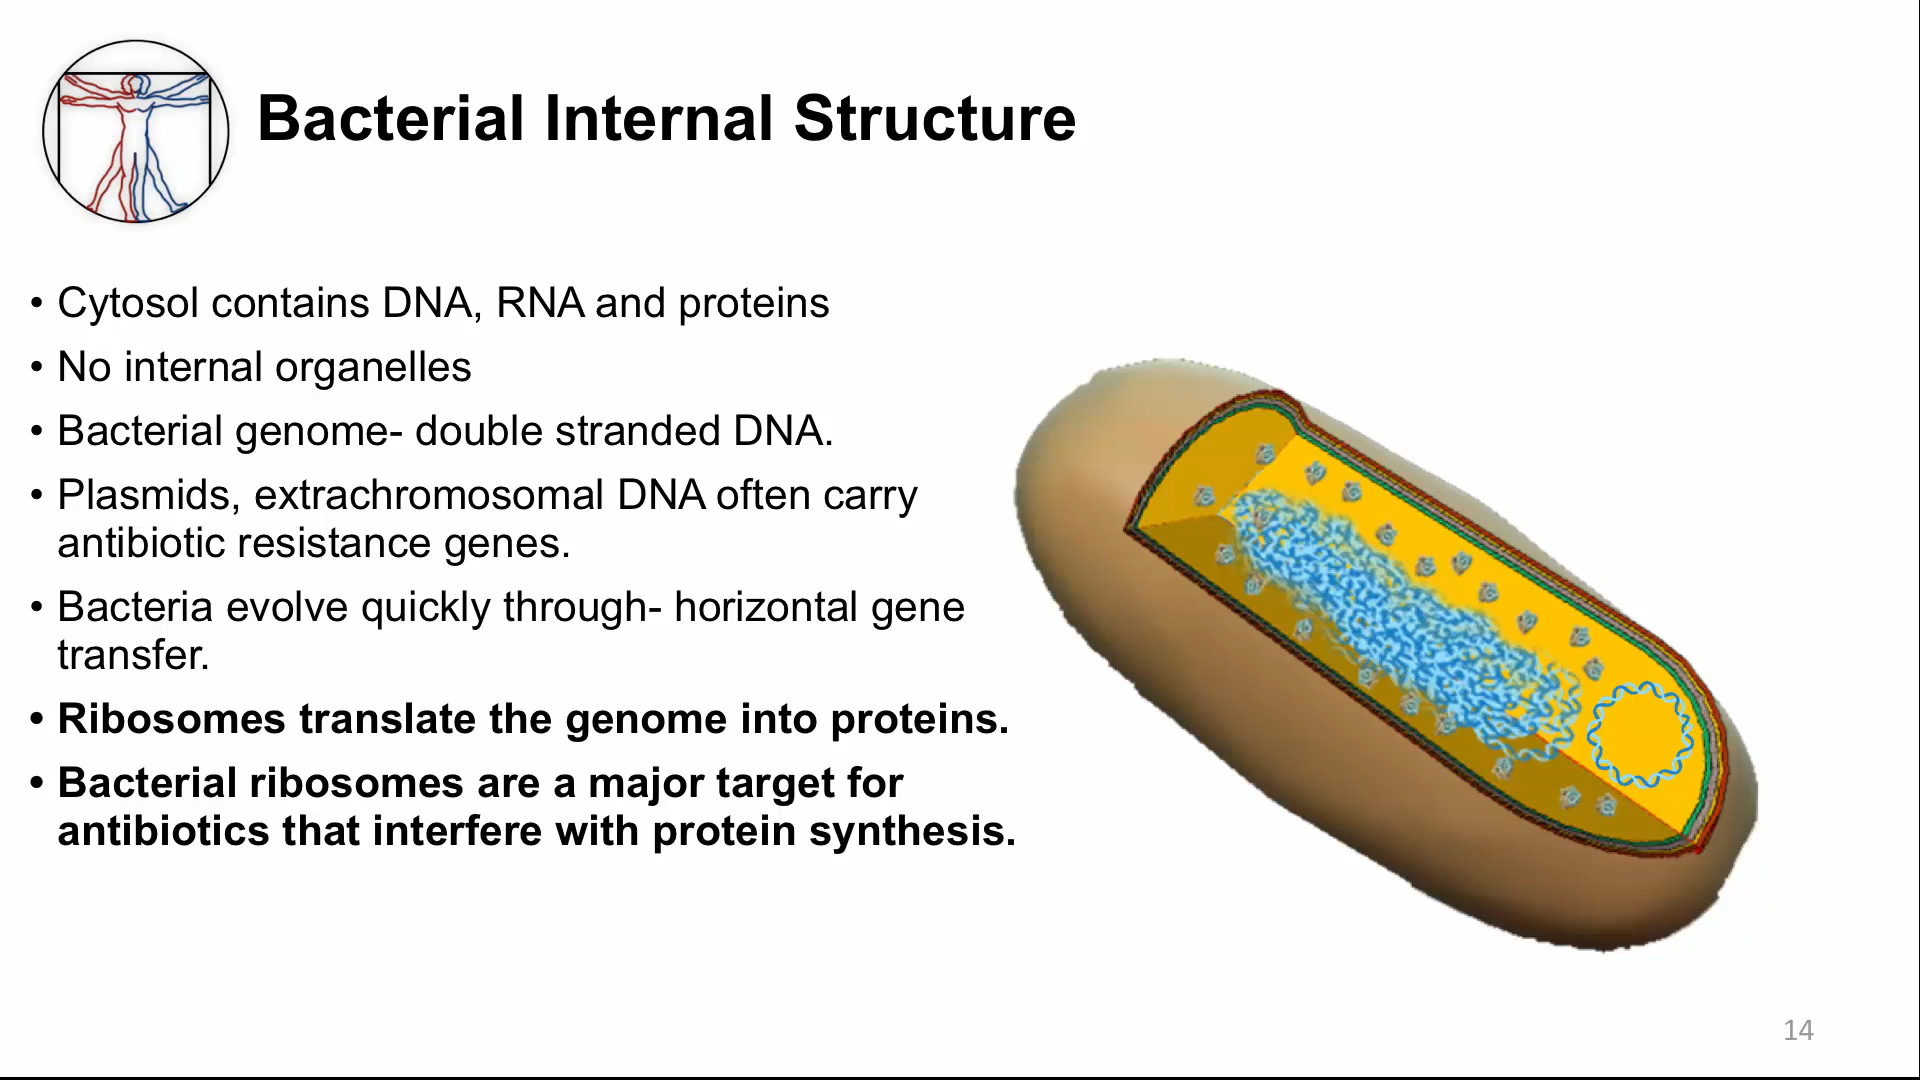 Bacterial Internal Structure
• Cytosol contains DNA, RNA and proteins
• No internal organelles
• Bacterial genome- double stranded DNA.
• Plasmids, extrachromosomal DNA often carry
antibiotic resistance genes.
• Bacteria evolve quickly through- horizontal gene
transfer.
• Ribosomes translate the genome into proteins.
• Bacterial ribosomes are a major target for
antibiotics that interfere with protein synthesis.
14